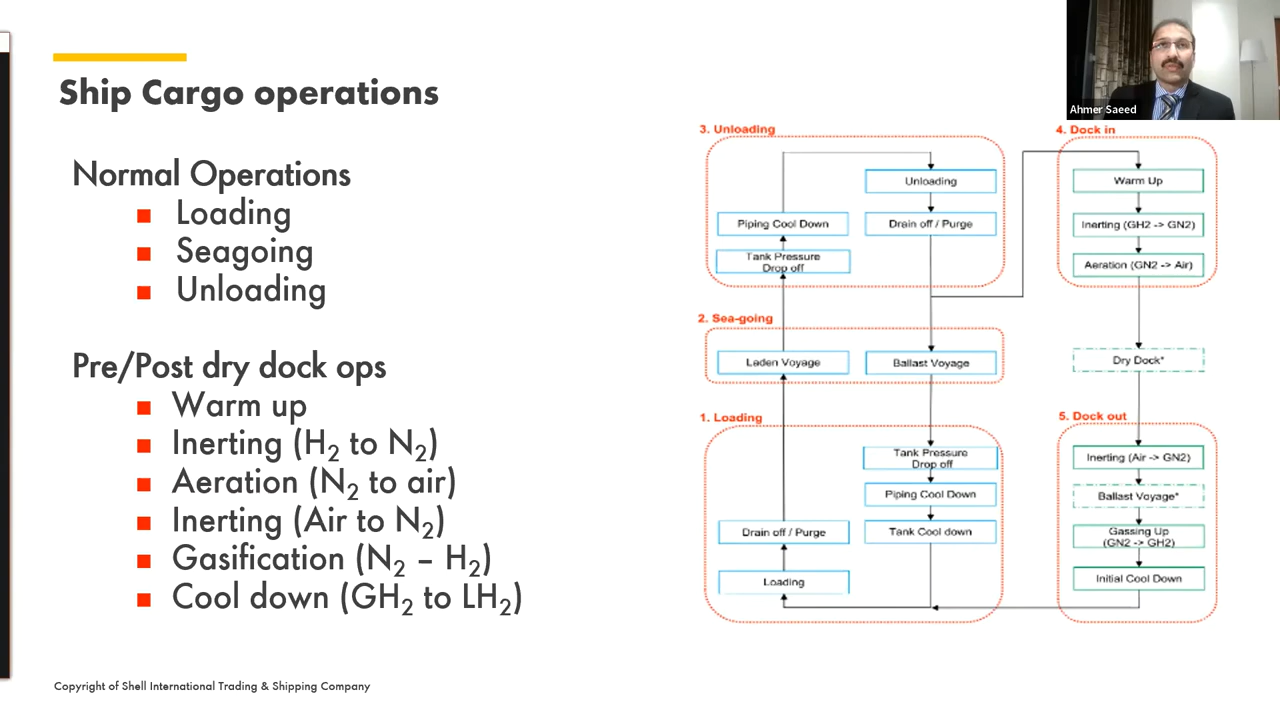 Ship Cargo operations
Normal Operations
Loading
Seagoing
Unloading
Pre/Post dry dock ops
Warm up
Inerting (H₂ to N₂)
Aeration (N₂ to air)
Inerting (Air to N₂)
Gasification (N₂ – H₂)
Cool down (GH₂ to LH₂)
Copyright of Shell International Trading & Shipping Company
Ahmer Saeed
3. Unloading
Unloading
Piping Cool Down
Drain off / Purge
Tank Pressure
Drop off
2. Sea-going
Laden Voyage
Ballast Voyage
1. Loading
Tank Pressure
Drop off
Piping Cool Down
Drain off / Purge
Tank Cool down
Loading
4. Dock in
Warm Up
Inerting (GH2 -> GN2)
Aeration (GN2 -> Air)
Dry Dock*
5. Dock out
Inerting (Air -> GN2)
Ballast Voyage*
Gassing Up
(GN2 -> GH2)
Initial Cool Down